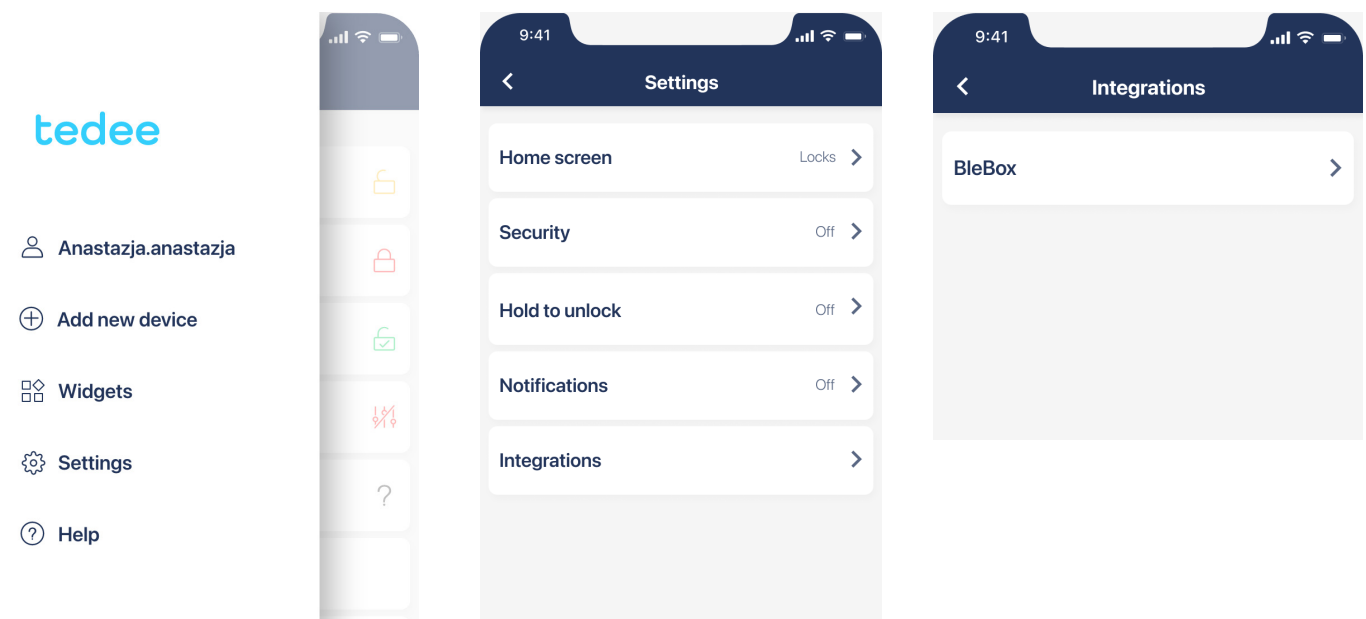 tedee
Anastazja.anastazja
Add new device
Widgets
Settings
Help
?
9:41
Settings
Home screen Locks
Security Off
Hold to unlock Off
Notifications Off
Integrations
9:41
Integrations
BleBox